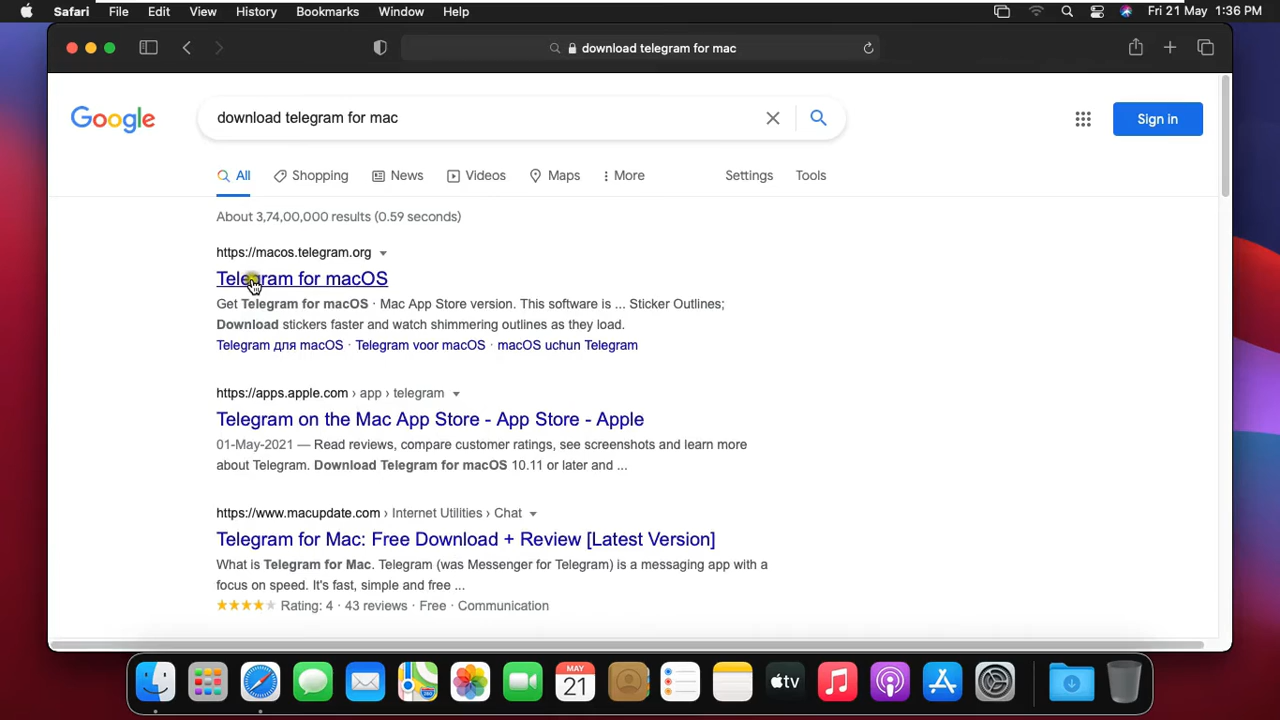 Safari File Edit View History Bookmarks Window Help Fri 21 May 1:36 PM
download telegram for mac
Google download telegram for mac Sign in
All Shopping News Videos Maps More Settings Tools
About 3,74,00,000 results (0.59 seconds)
https://macos.telegram.org
Telegram for macOS
Get Telegram for macOS · Mac App Store version. This software is ... Sticker Outlines;
Download stickers faster and watch shimmering outlines as they load.
Telegram для macOS · Telegram voor macOS · macOS uchun Telegram
https://apps.apple.com › app › telegram
Telegram on the Mac App Store - App Store - Apple
01-May-2021 — Read reviews, compare customer ratings, see screenshots and learn more
about Telegram. Download Telegram for macOS 10.11 or later and ...
https://www.macupdate.com › Internet Utilities › Chat
Telegram for Mac: Free Download + Review [Latest Version]
What is Telegram for Mac. Telegram (was Messenger for Telegram) is a messaging app with a
focus on speed. It's fast, simple and free ...
Rating: 4 · 43 reviews · Free · Communication
MAY
21
tv